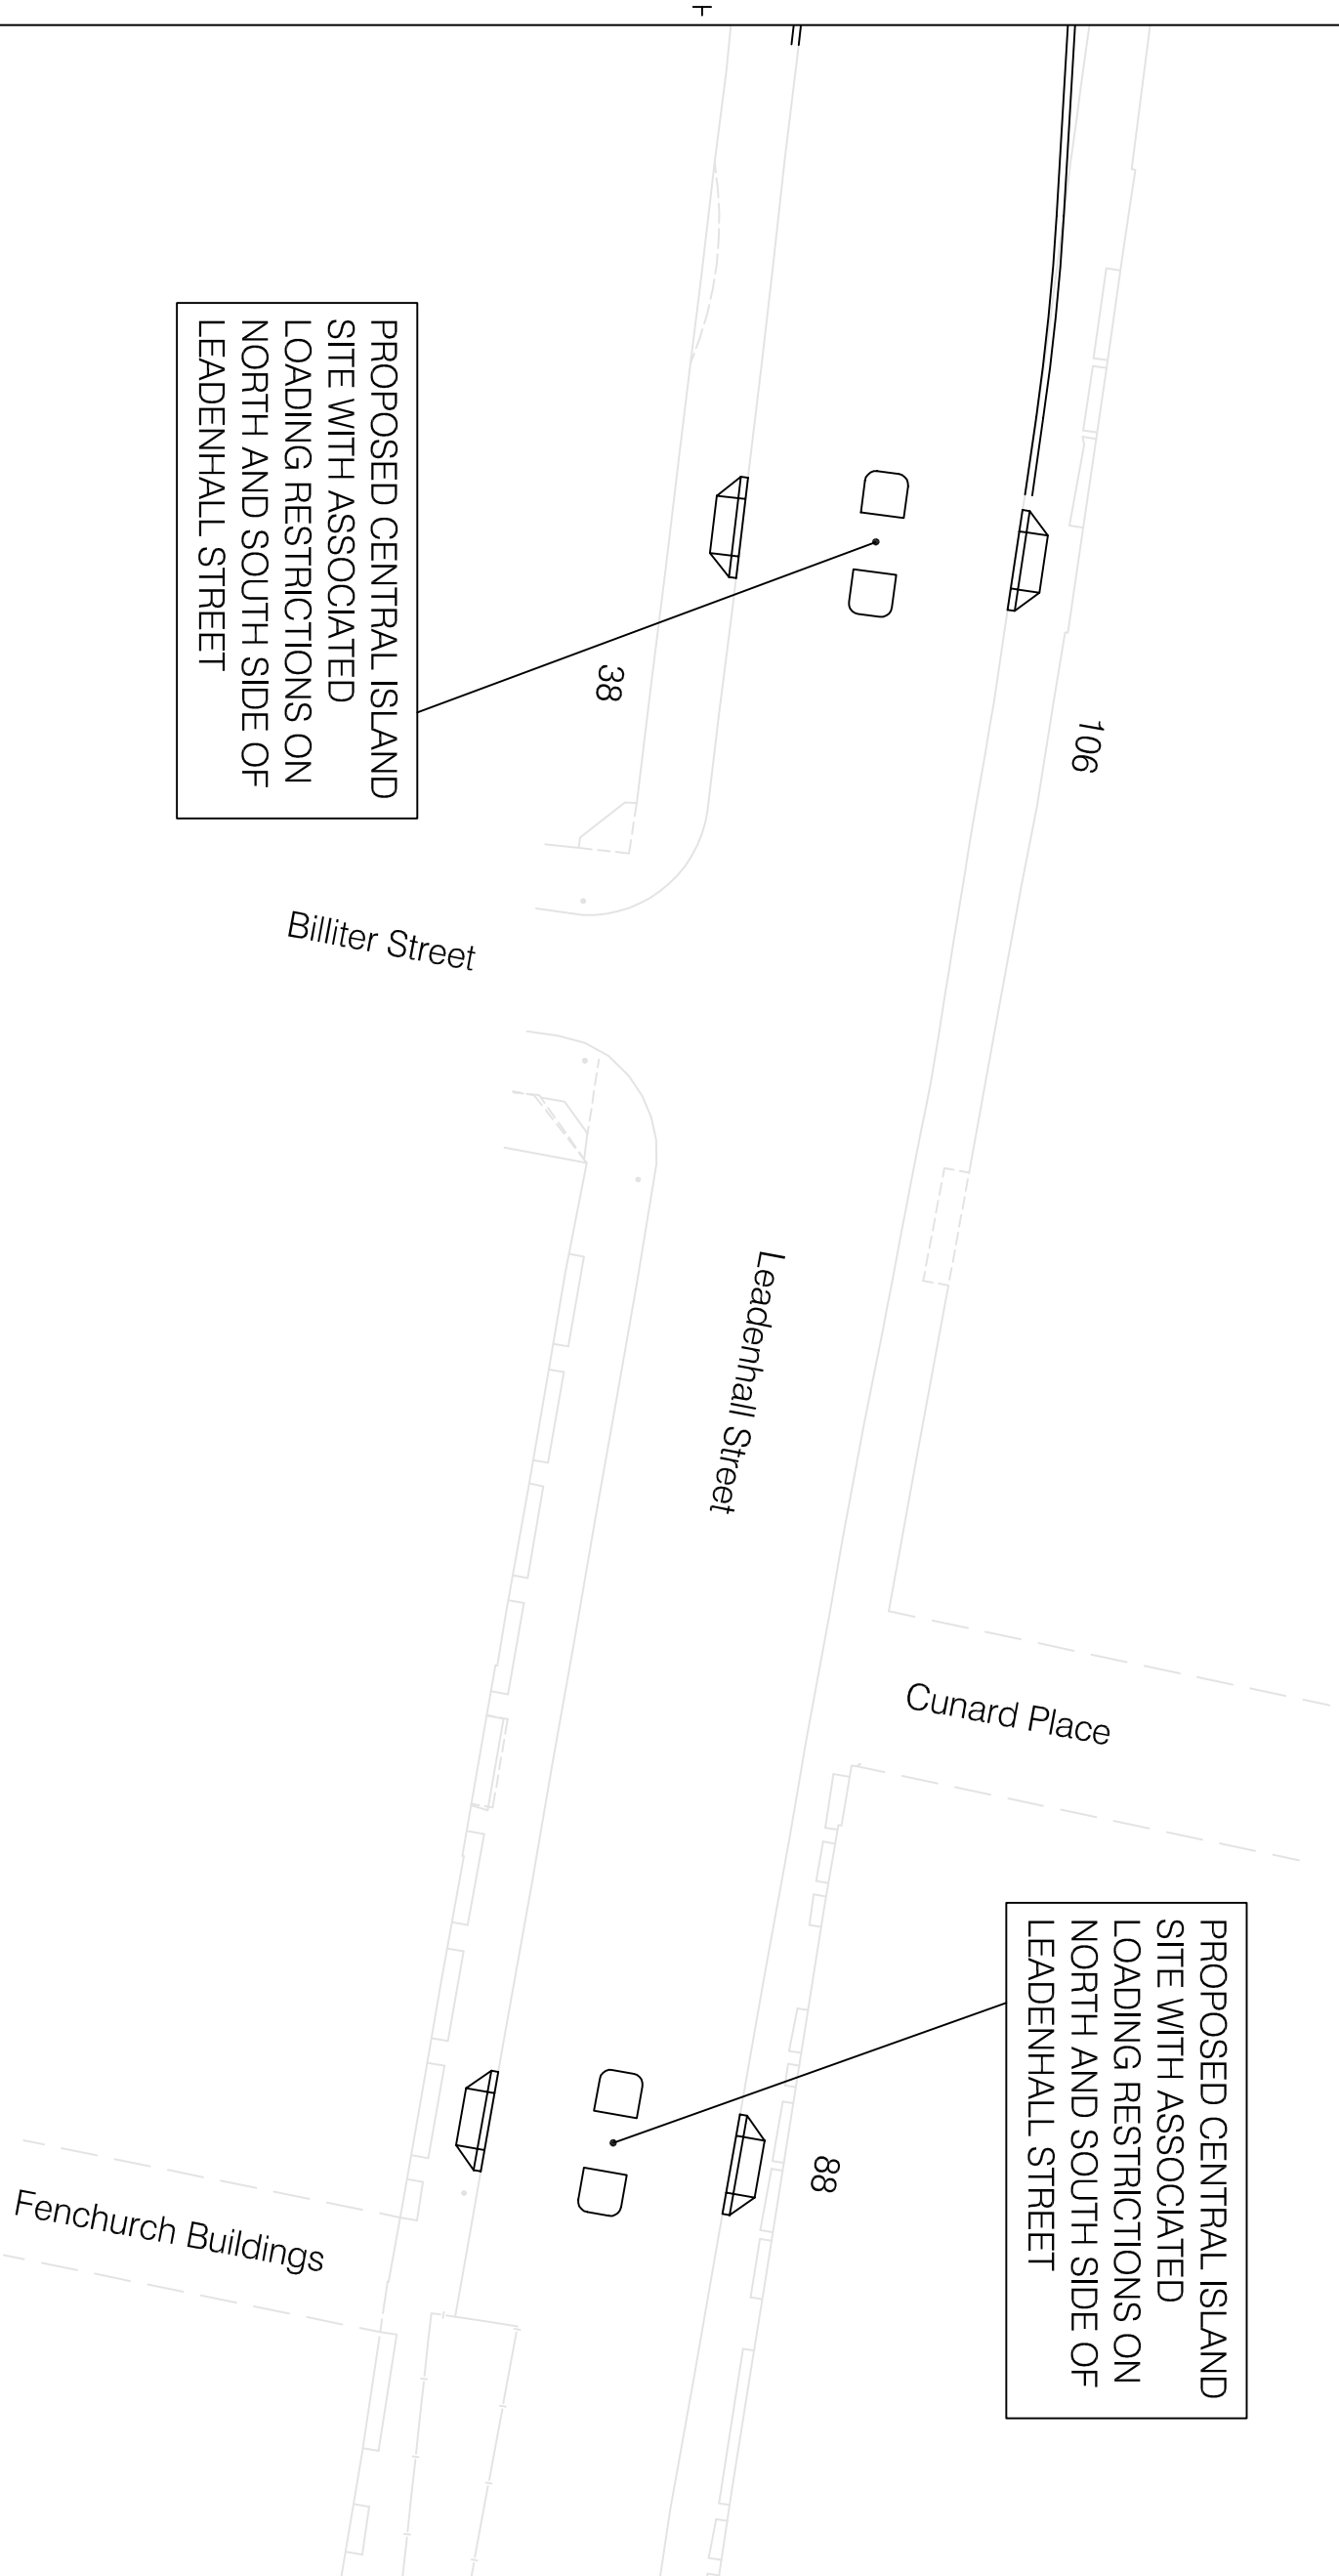 PROPOSED CENTRAL ISLAND
SITE WITH ASSOCIATED
LOADING RESTRICTIONS ON
NORTH AND SOUTH SIDE OF
LEADENHALL STREET
38
106
Billiter Street
Leadenhall Street
Cunard Place
PROPOSED CENTRAL ISLAND
SITE WITH ASSOCIATED
LOADING RESTRICTIONS ON
NORTH AND SOUTH SIDE OF
LEADENHALL STREET
88
Fenchurch Buildings